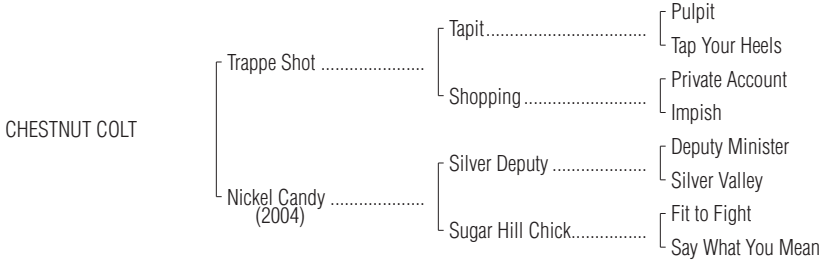 Pulpit
Tapit..................................
Tap Your Heels
Trappe Shot ......................
Private Account
Shopping..........................
Impish
CHESTNUT COLT
Deputy Minister
Silver Deputy ....................
Silver Valley
Nickel Candy ....................
(2004)
Fit to Fight
Sugar Hill Chick................
Say What You Mean